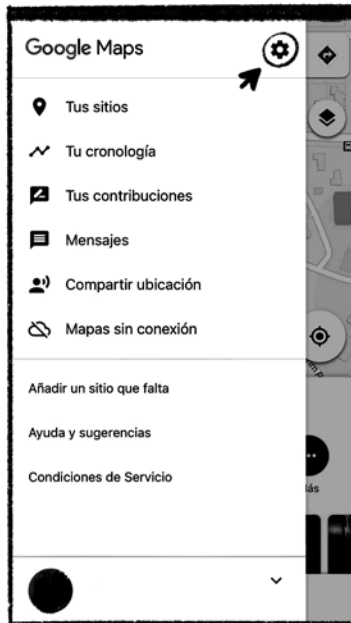 Google Maps
Tus sitios
Tu cronología
Tus contribuciones
Mensajes
Compartir ubicación
Mapas sin conexión
Añadir un sitio que falta
Ayuda y sugerencias
Condiciones de Servicio
ás